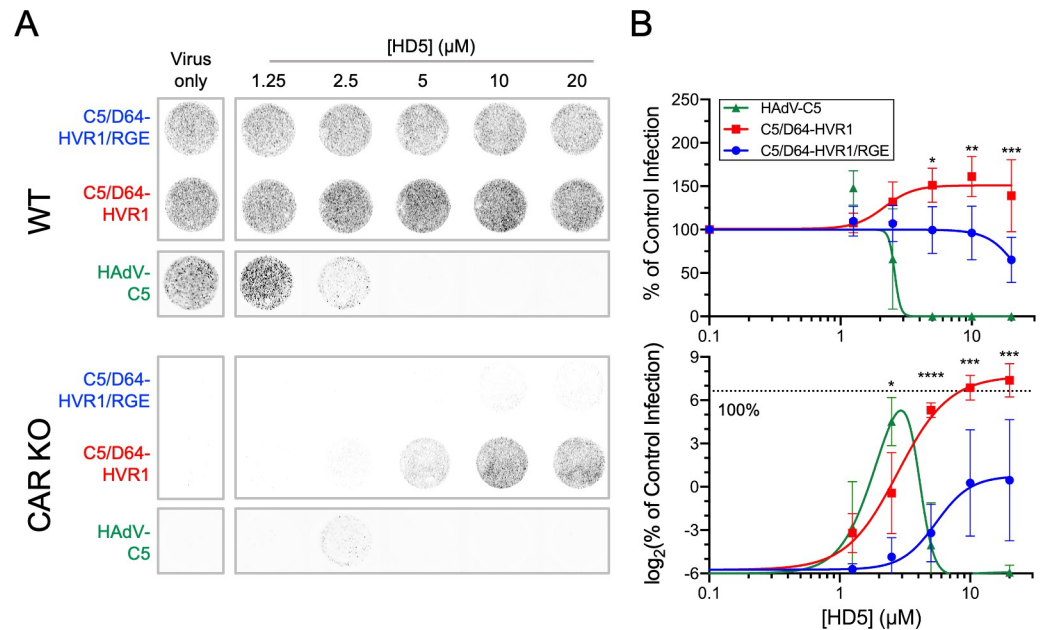 A
[HD5] (µM)
Virus
only
1.25 2.5 5 10 20
WT
C5/D64-
HVR1/RGE
C5/D64-
HVR1
HAdV-
C5
CAR KO
C5/D64-
HVR1/RGE
C5/D64-
HVR1
HAdV-
C5
B
% of Control Infection
250
200
150
100
50
0
HAdV-C5
C5/D64-HVR1
C5/D64-HVR1/RGE
* ** ***
0.1 1 10
log2(% of Control Infection)
9
6
3
0
-3
-6
* **** *** ***
100%
0.1 1 10
[HD5] (µM)